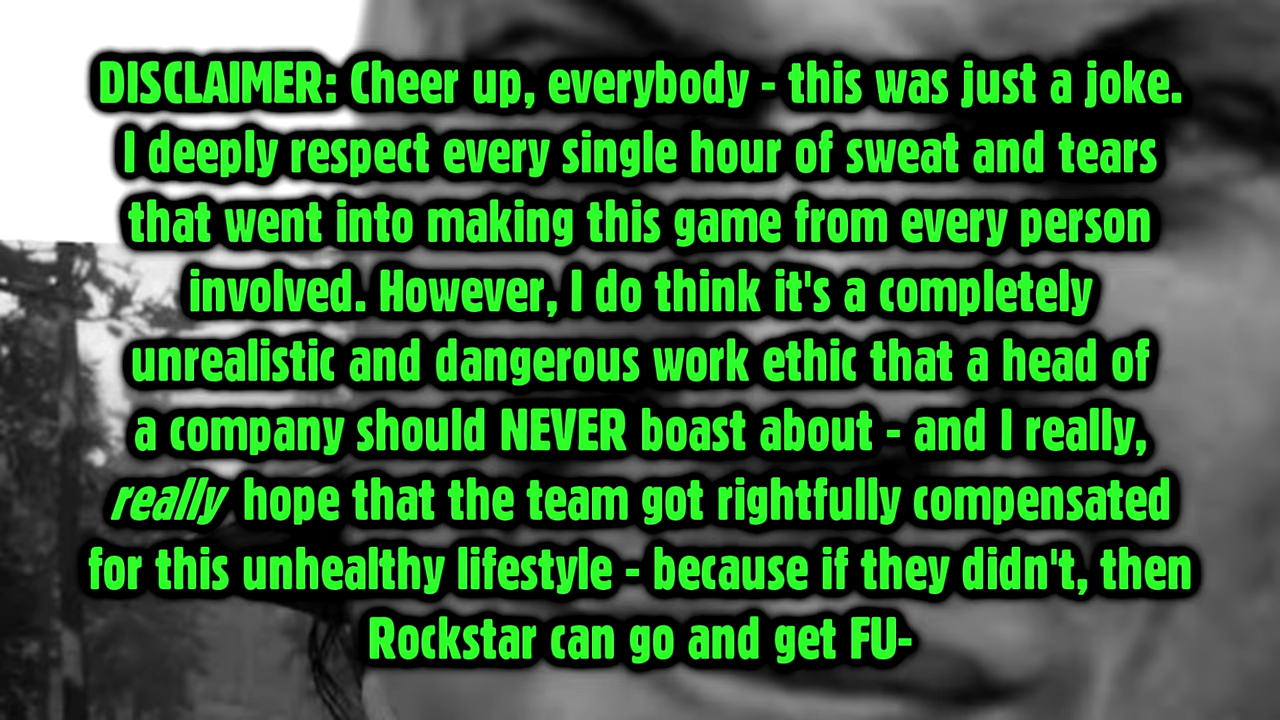 DISCLAIMER: Cheer up, everybody - this was just a joke.
I deeply respect every single hour of sweat and tears
that went into making this game from every person
involved. However, I do think it's a completely
unrealistic and dangerous work ethic that a head of
a company should NEVER boast about - and I really,
really hope that the team got rightfully compensated
for this unhealthy lifestyle - because if they didn't, then
Rockstar can go and get FU-